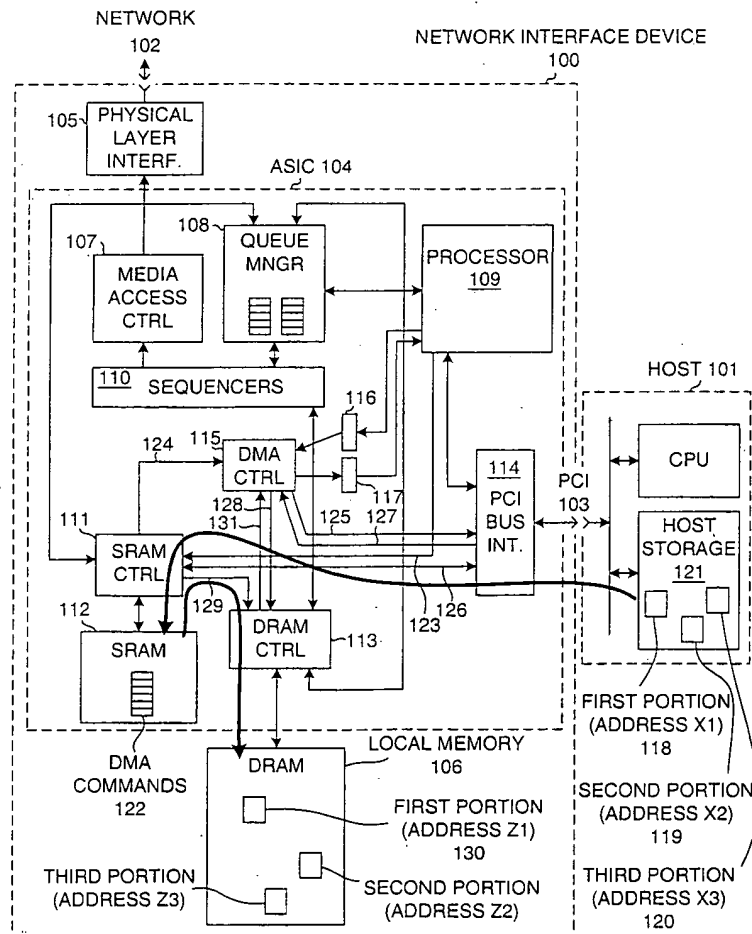 NETWORK
102
NETWORK INTERFACE DEVICE
100
105
PHYSICAL
LAYER
INTERF.
ASIC 104
107
MEDIA
ACCESS
CTRL
108
QUEUE
MNGR
PROCESSOR
109
110 SEQUENCERS
116
115
DMA
CTRL
117
124
128
131
125
127
114
PCI
BUS
INT.
PCI
103
HOST 101
CPU
HOST
STORAGE
121
111
SRAM
CTRL
129
123
126
112
SRAM
DRAM
CTRL
113
FIRST PORTION
(ADDRESS X1)
118
DMA
COMMANDS
122
LOCAL MEMORY
106
DRAM
SECOND PORTION
(ADDRESS X2)
119
FIRST PORTION
(ADDRESS Z1)
130
THIRD PORTION
(ADDRESS Z3)
SECOND PORTION
(ADDRESS Z2)
THIRD PORTION
(ADDRESS X3)
120